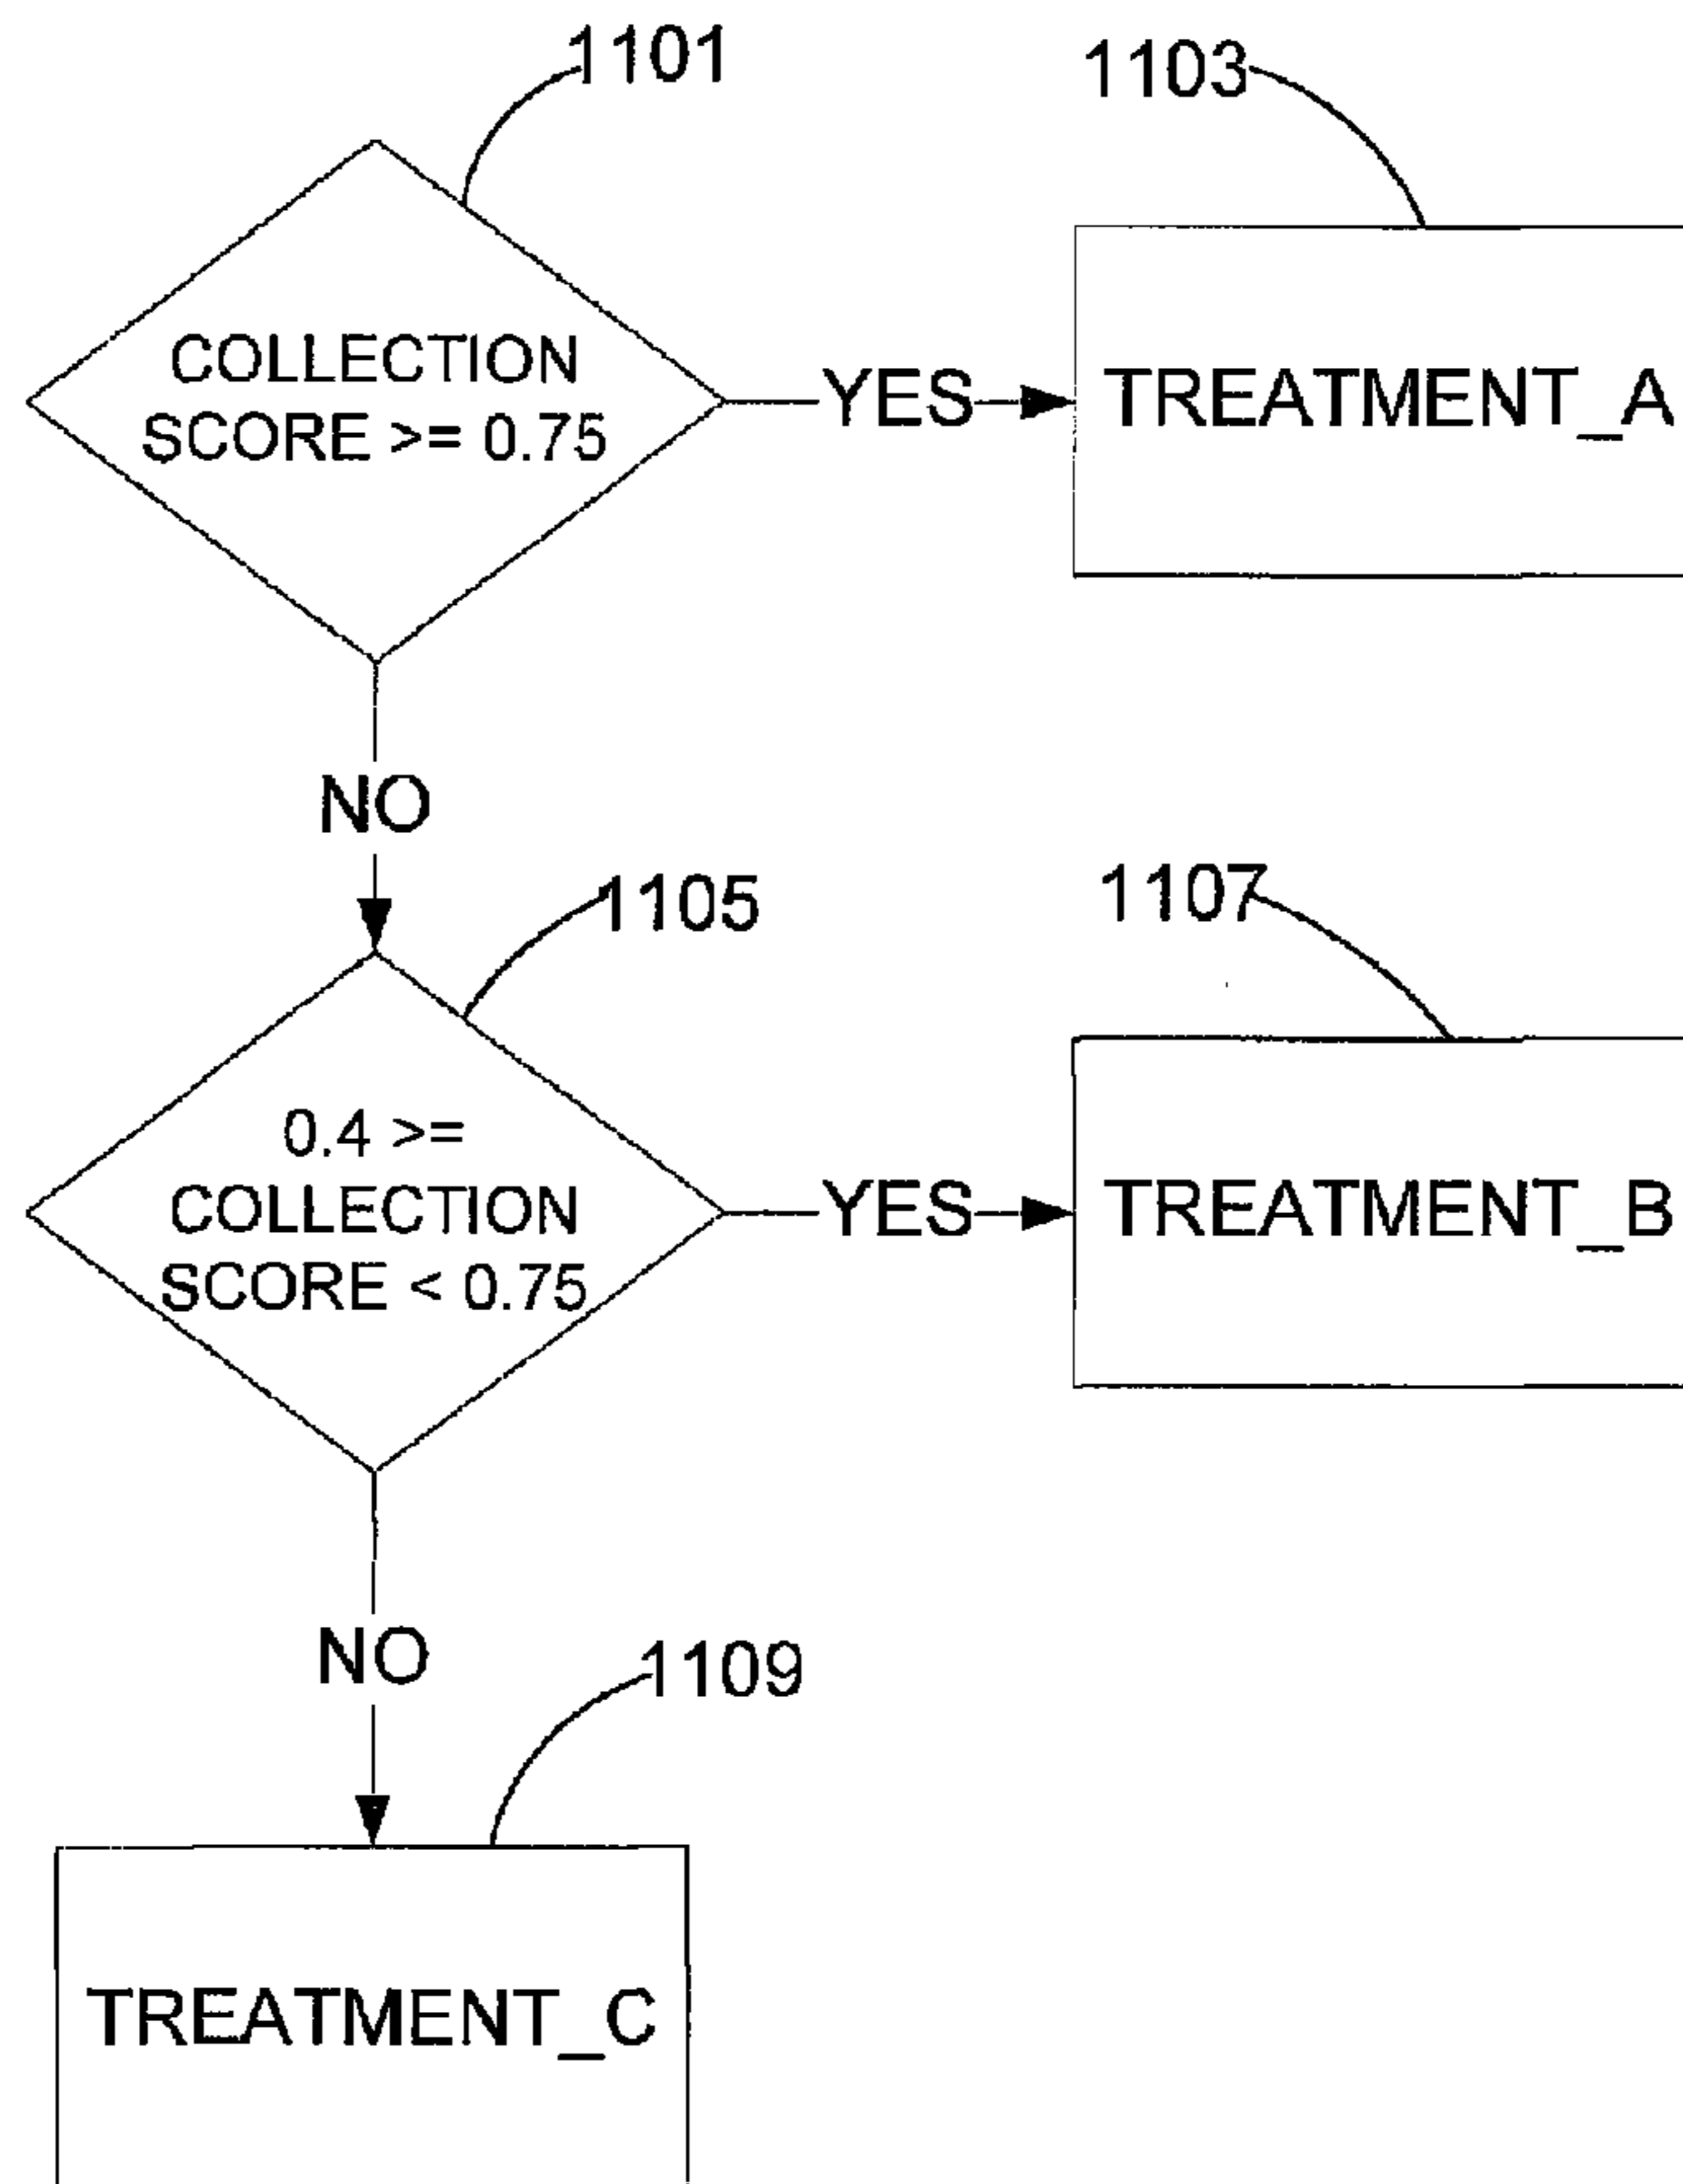 1101
1103
COLLECTION
SCORE >= 0.75
YES
TREATMENT_A
NO
1105
1107
0.4 >=
COLLECTION
SCORE < 0.75
YES
TREATMENT_B
NO
1109
TREATMENT_C